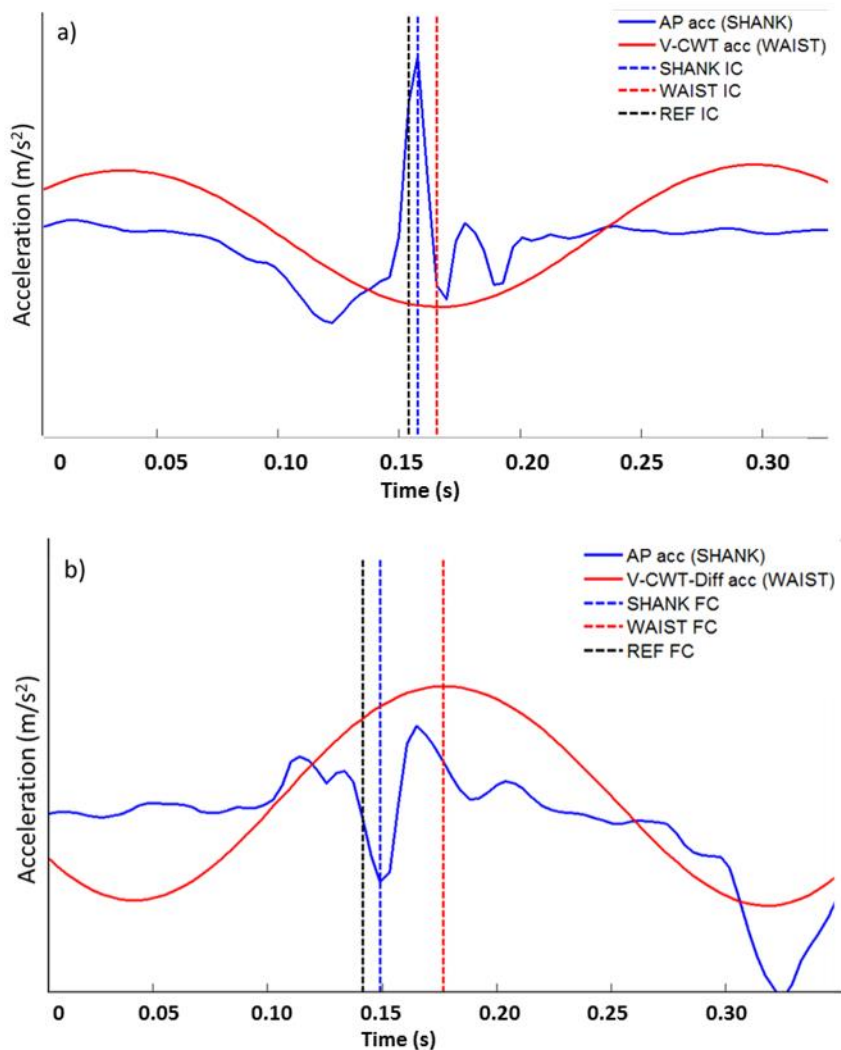 a)
AP acc (SHANK)
V-CWT acc (WAIST)
SHANK IC
WAIST IC
REF IC
Acceleration (m/s²)
0 0.05 0.10 0.15 0.20 0.25 0.30
Time (s)
b)
AP acc (SHANK)
V-CWT-Diff acc (WAIST)
SHANK FC
WAIST FC
REF FC
Acceleration (m/s²)
0 0.05 0.10 0.15 0.20 0.25 0.30
Time (s)